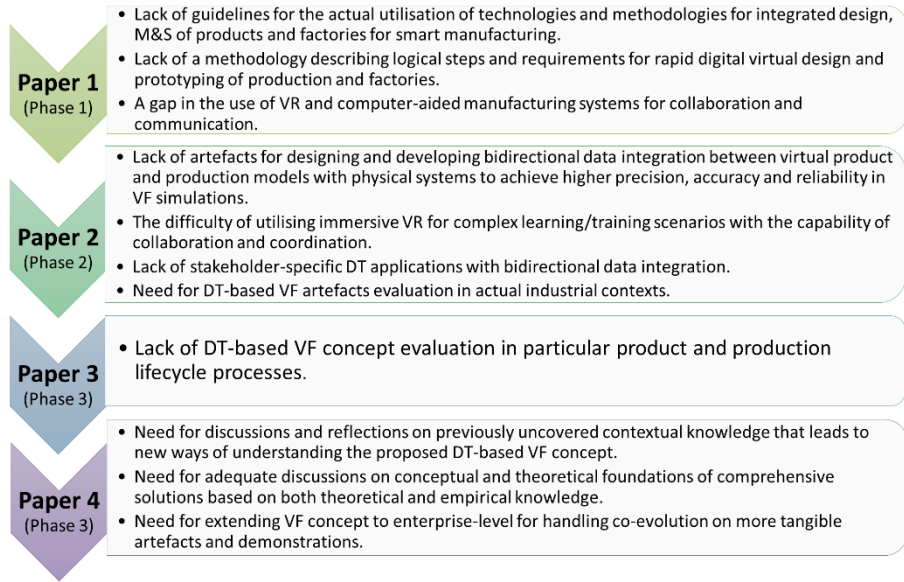 Paper 1
(Phase 1)
• Lack of guidelines for the actual utilisation of technologies and methodologies for integrated design,
M&S of products and factories for smart manufacturing.
• Lack of a methodology describing logical steps and requirements for rapid digital virtual design and
prototyping of production and factories.
• A gap in the use of VR and computer-aided manufacturing systems for collaboration and
communication.
Paper 2
(Phase 2)
• Lack of artefacts for designing and developing bidirectional data integration between virtual product
and production models with physical systems to achieve higher precision, accuracy and reliability in
VF simulations.
• The difficulty of utilising immersive VR for complex learning/training scenarios with the capability of
collaboration and coordination.
• Lack of stakeholder-specific DT applications with bidirectional data integration.
• Need for DT-based VF artefacts evaluation in actual industrial contexts.
Paper 3
(Phase 3)
• Lack of DT-based VF concept evaluation in particular product and production
lifecycle processes.
Paper 4
(Phase 3)
• Need for discussions and reflections on previously uncovered contextual knowledge that leads to
new ways of understanding the proposed DT-based VF concept.
• Need for adequate discussions on conceptual and theoretical foundations of comprehensive
solutions based on both theoretical and empirical knowledge.
• Need for extending VF concept to enterprise-level for handling co-evolution on more tangible
artefacts and demonstrations.